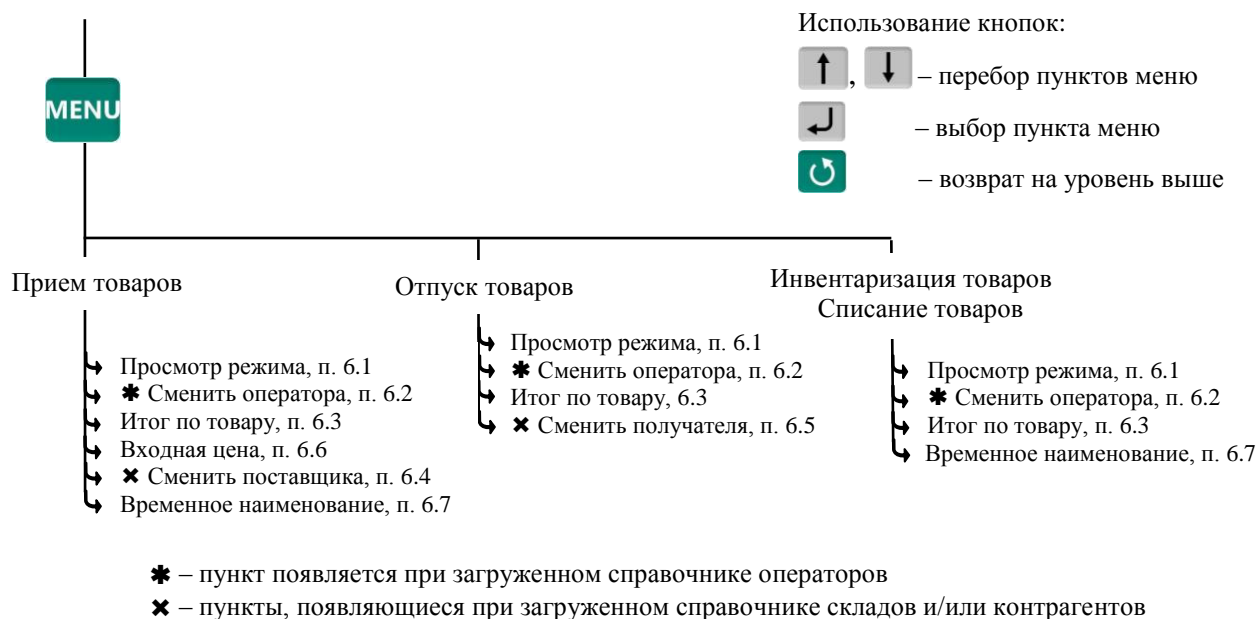 Использование кнопок:
, – перебор пунктов меню
MENU
– выбор пункта меню
– возврат на уровень выше
Прием товаров
Просмотр режима, п. 6.1
✱ Сменить оператора, п. 6.2
Итог по товару, п. 6.3
Входная цена, п. 6.6
✖ Сменить поставщика, п. 6.4
Временное наименование, п. 6.7
Отпуск товаров
Просмотр режима, п. 6.1
✱ Сменить оператора, п. 6.2
Итог по товару, 6.3
✖ Сменить получателя, п. 6.5
Инвентаризация товаров
Списание товаров
Просмотр режима, п. 6.1
✱ Сменить оператора, п. 6.2
Итог по товару, п. 6.3
Временное наименование, п. 6.7
✱ – пункт появляется при загруженном справочнике операторов
✖ – пункты, появляющиеся при загруженном справочнике складов и/или контрагентов